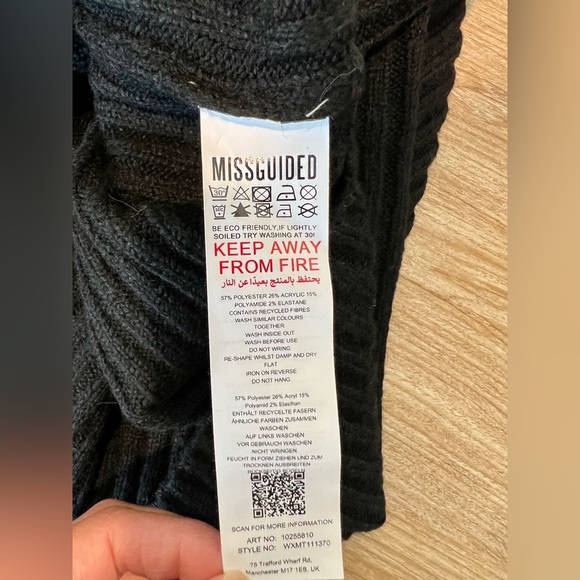 MISSGUIDED
30°
BE ECO FRIENDLY,IF LIGHTLY
SOILED TRY WASHING AT 30!
KEEP AWAY
FROM FIRE
يحتفظ بالمنتج بعيدًا عن النار
57% POLYESTER 26% ACRYLIC 15%
POLYAMIDE 2% ELASTANE
CONTAINS RECYCLED FIBRES
WASH SIMILAR COLOURS
TOGETHER
WASH INSIDE OUT
WASH BEFORE USE
DO NOT WRING
RE-SHAPE WHILST DAMP AND DRY
FLAT
IRON ON REVERSE
DO NOT HANG
57% Polyester 26% Acryl 15%
Polyamid 2% Elasthan
ENTHÄLT RECYCELTE FASERN
ÄHNLICHE FARBEN ZUSAMMEN
WASCHEN
AUF LINKS WASCHEN
VOR GEBRAUCH WASCHEN
NICHT WRINGEN
FEUCHT IN FORM ZIEHEN UND ZUM
TROCKNEN AUSBREITEN
SCAN FOR MORE INFORMATION
ART NO: 10255810
STYLE NO: WXMT111370
75 Trafford Wharf Rd,
Manchester M17 1EB, UK